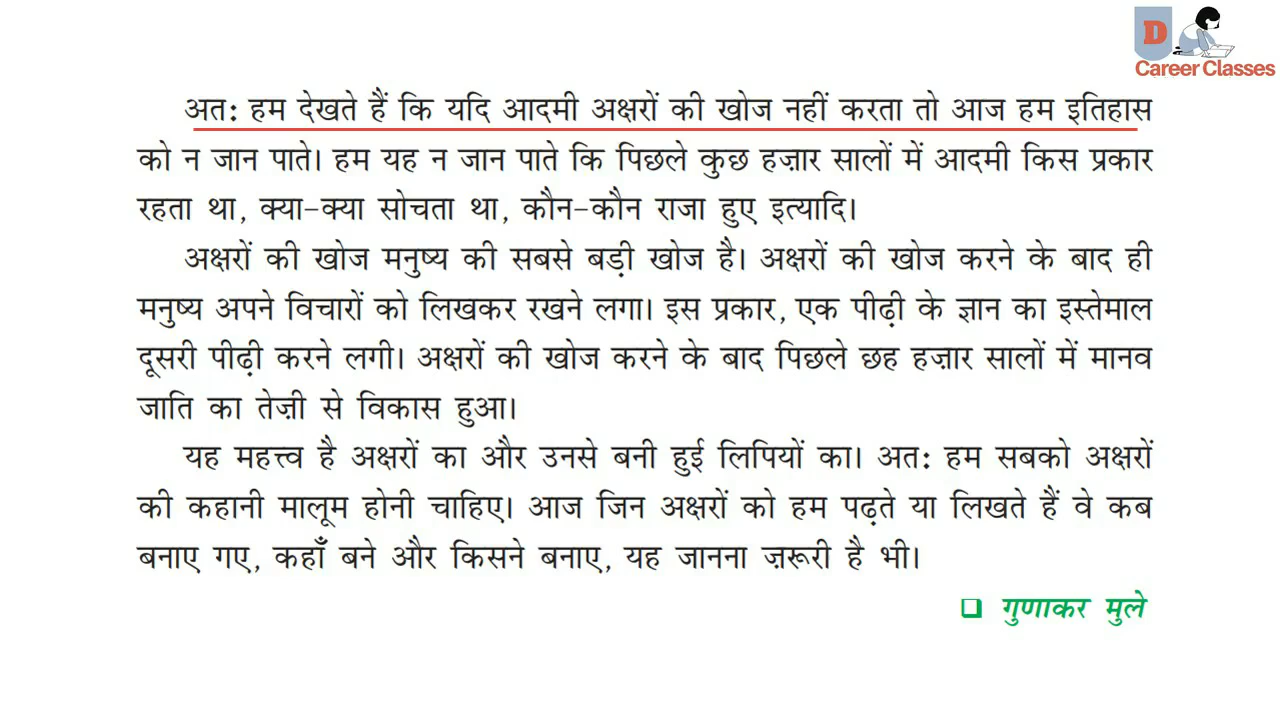 D
Career Classes
अतः हम देखते हैं कि यदि आदमी अक्षरों की खोज नहीं करता तो आज हम इतिहास
को न जान पाते। हम यह न जान पाते कि पिछले कुछ हज़ार सालों में आदमी किस प्रकार
रहता था, क्या-क्या सोचता था, कौन-कौन राजा हुए इत्यादि।
अक्षरों की खोज मनुष्य की सबसे बड़ी खोज है। अक्षरों की खोज करने के बाद ही
मनुष्य अपने विचारों को लिखकर रखने लगा। इस प्रकार, एक पीढ़ी के ज्ञान का इस्तेमाल
दूसरी पीढ़ी करने लगी। अक्षरों की खोज करने के बाद पिछले छह हज़ार सालों में मानव
जाति का तेज़ी से विकास हुआ।
यह महत्त्व है अक्षरों का और उनसे बनी हुई लिपियों का। अतः हम सबको अक्षरों
की कहानी मालूम होनी चाहिए। आज जिन अक्षरों को हम पढ़ते या लिखते हैं वे कब
बनाए गए, कहाँ बने और किसने बनाए, यह जानना ज़रूरी है भी।
❑ गुणाकर मुले